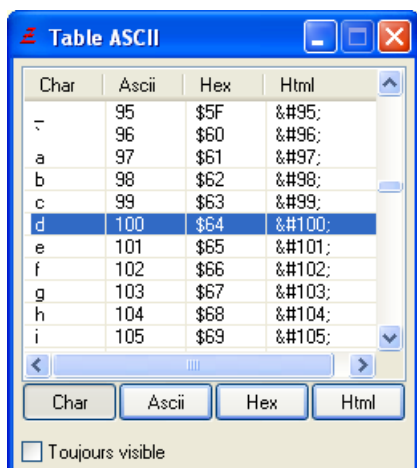 Table ASCII
Char Ascii Hex Html
_ 95 $5F &#95;
` 96 $60 &#96;
a 97 $61 &#97;
b 98 $62 &#98;
c 99 $63 &#99;
d 100 $64 &#100;
e 101 $65 &#101;
f 102 $66 &#102;
g 103 $67 &#103;
h 104 $68 &#104;
i 105 $69 &#105;
Char Ascii Hex Html
Toujours visible